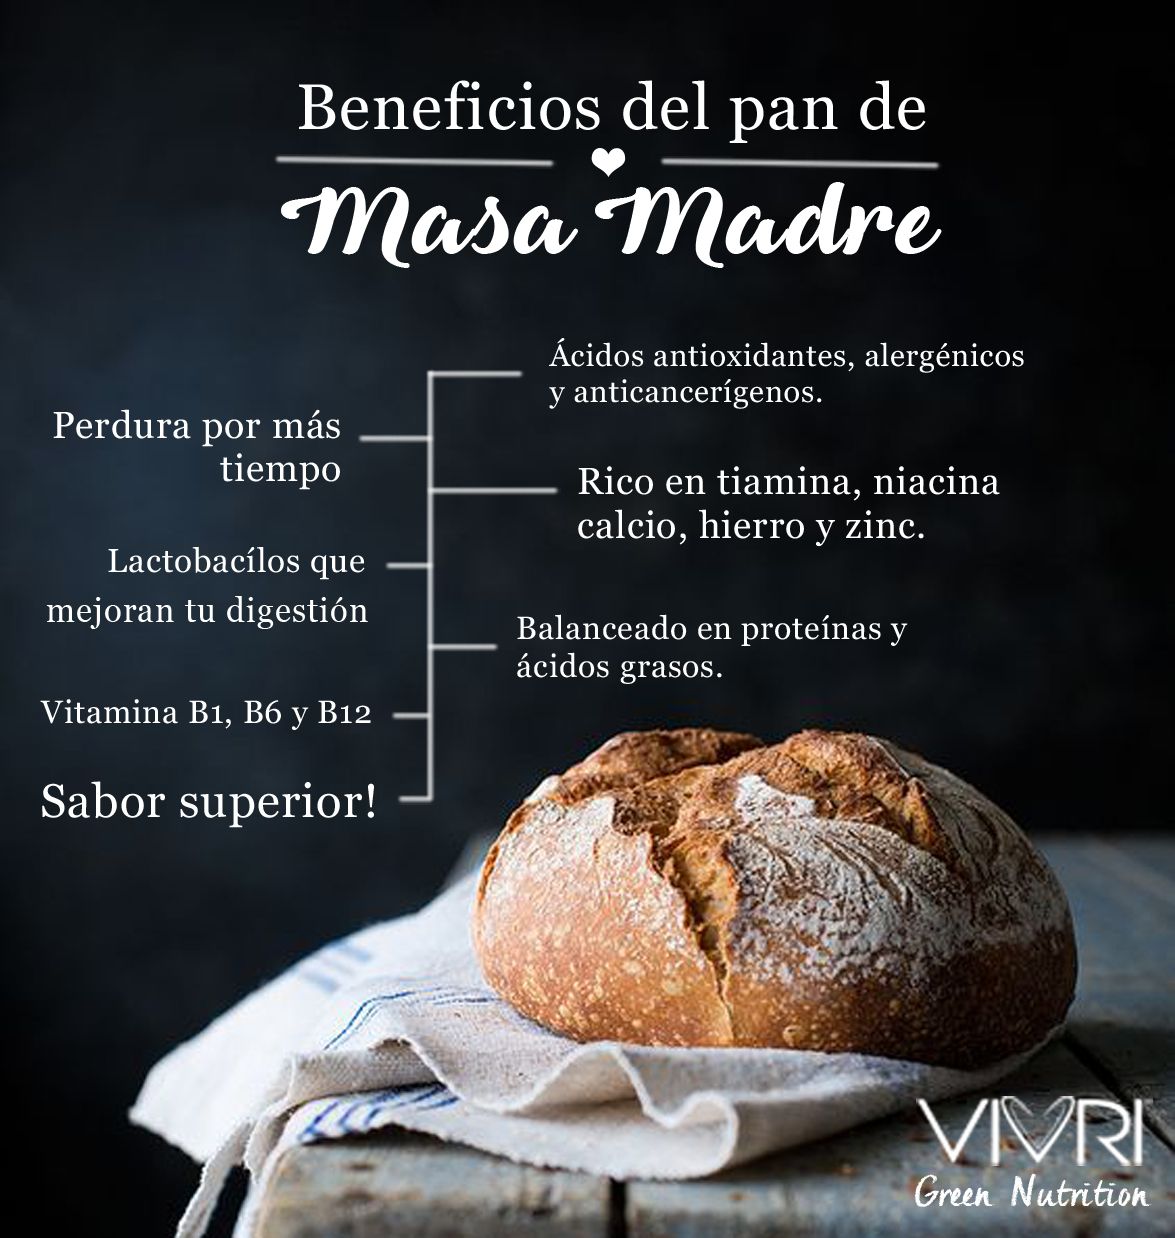 Beneficios del pan de
Masa Madre
Ácidos antioxidantes, alergénicos
y anticancerígenos.
Perdura por más
tiempo
Rico en tiamina, niacina
calcio, hierro y zinc.
Lactobacílos que
mejoran tu digestión
Balanceado en proteínas y
ácidos grasos.
Vitamina B1, B6 y B12
Sabor superior!
VIVRI
Green Nutrition